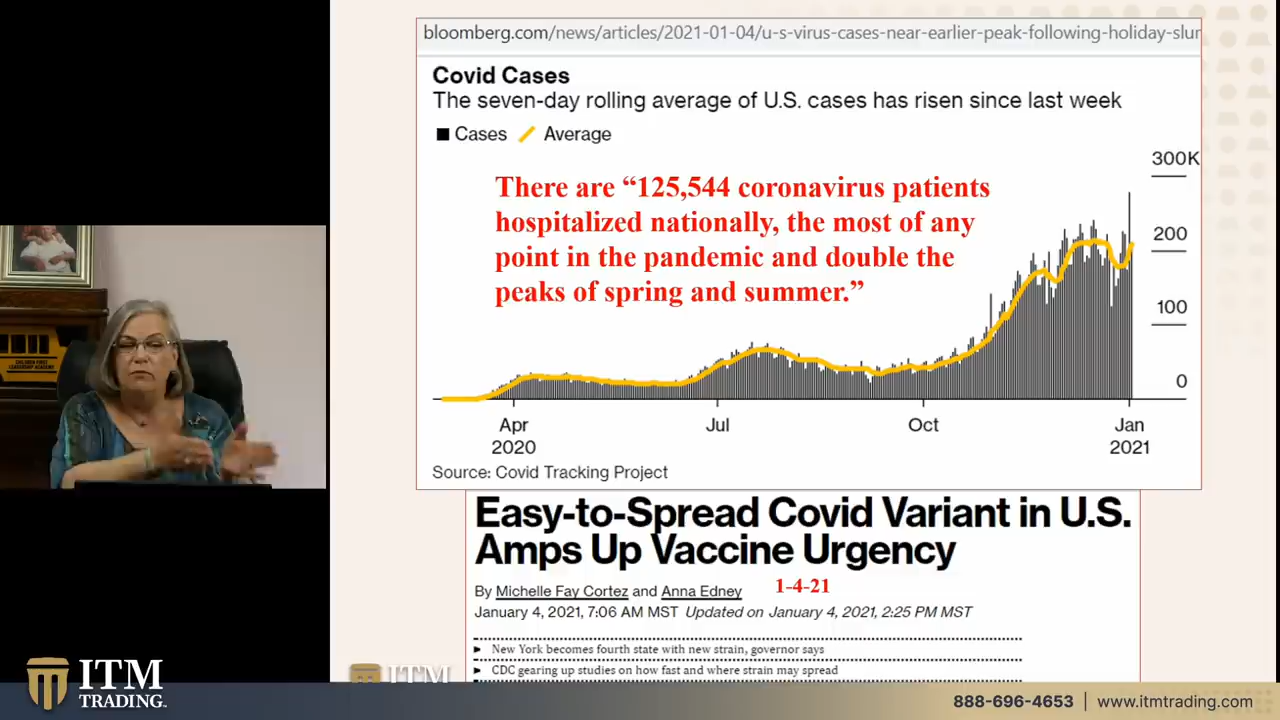 bloomberg.com/news/articles/2021-01-04/u-s-virus-cases-near-earlier-peak-following-holiday-slur
Covid Cases
The seven-day rolling average of U.S. cases has risen since last week
Cases Average
300K
There are “125,544 coronavirus patients
hospitalized nationally, the most of any
point in the pandemic and double the
peaks of spring and summer.”
200
100
0
Apr Jul Oct Jan
2020 2021
Source: Covid Tracking Project
CHILDREN FIRST
LEADERSHIP ACADEMY
Easy-to-Spread Covid Variant in U.S.
Amps Up Vaccine Urgency
By Michelle Fay Cortez and Anna Edney 1-4-21
January 4, 2021, 7:06 AM MST Updated on January 4, 2021, 2:25 PM MST
New York becomes fourth state with new strain, governor says
CDC gearing up studies on how fast and where strain may spread
ITM
TRADING.
ITM
888-696-4653 | www.itmtrading.com